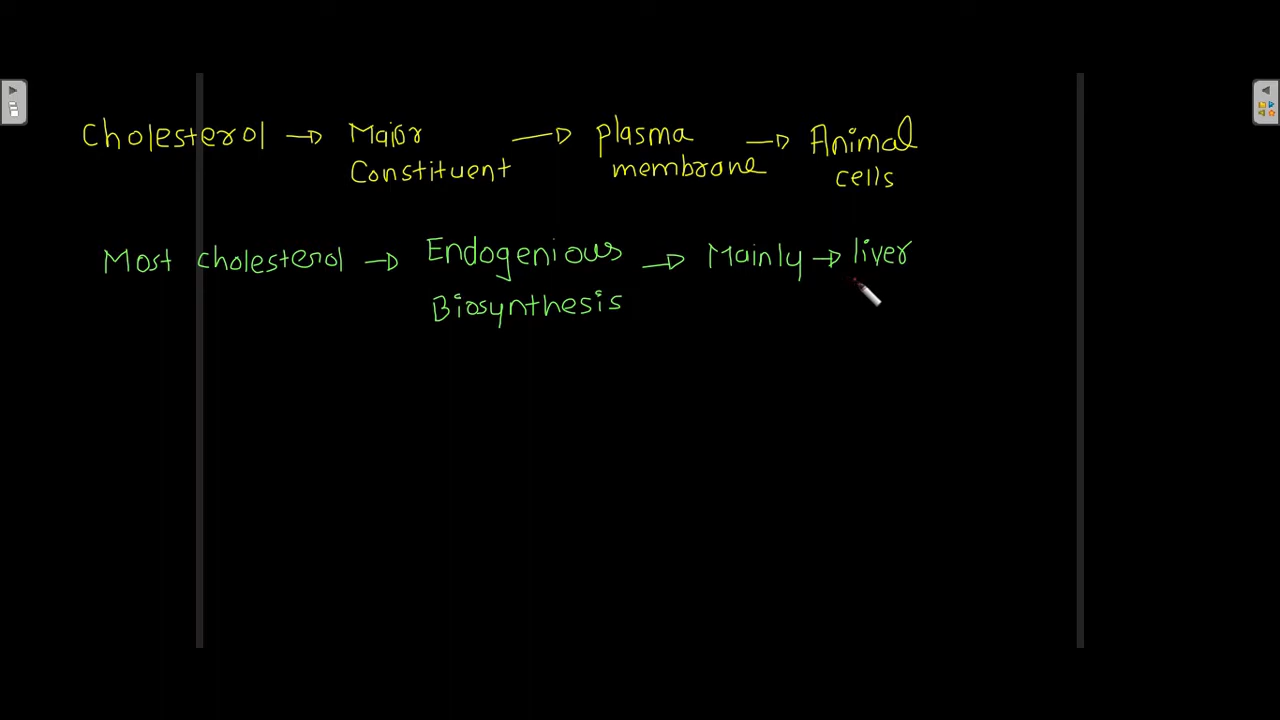 Cholesterol → Major Constituent → plasma membrane → Animal cells
Most cholesterol → Endogenious Biosynthesis → Mainly → liver